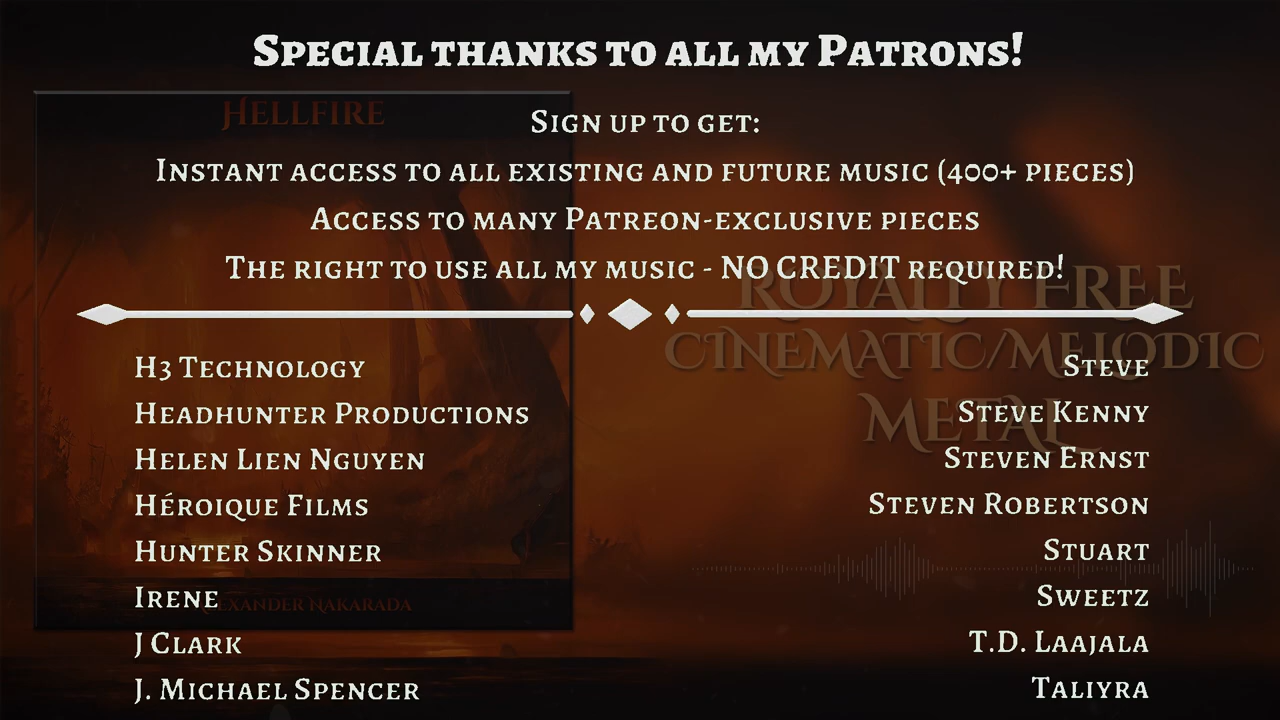 Special thanks to all my Patrons!
Hellfire
Sign up to get:
Instant access to all existing and future music (400+ pieces)
Access to many Patreon-exclusive pieces
The right to use all my music - NO CREDIT required!
Royalty Free
Cinematic/Melodic
Metal
H3 Technology
Headhunter Productions
Helen Lien Nguyen
Héroique Films
Hunter Skinner
Irene
J Clark
J. Michael Spencer
Alexander Nakarada
Steve
Steve Kenny
Steven Ernst
Steven Robertson
Stuart
Sweetz
T.D. Laajala
Taliyra